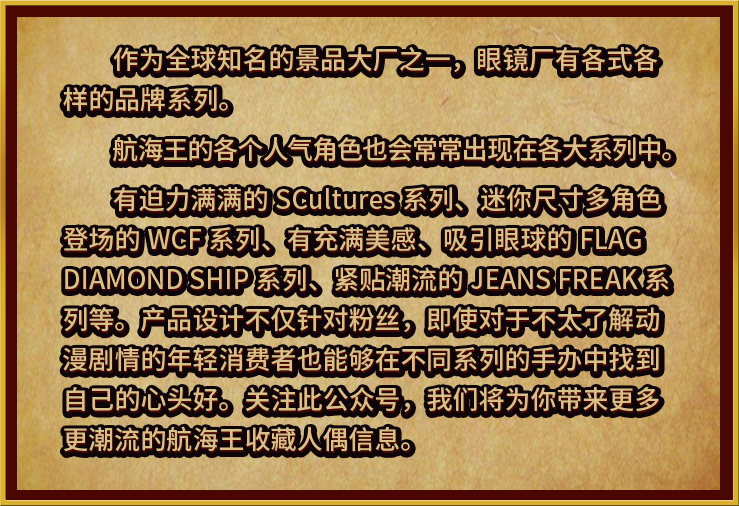 作为全球知名的景品大厂之一，眼镜厂有各式各
样的品牌系列。
航海王的各个人气角色也会常常出现在各大系列中。
有迫力满满的 SCultures 系列、迷你尺寸多角色
登场的 WCF 系列、有充满美感、吸引眼球的 FLAG
DIAMOND SHIP 系列、紧贴潮流的 JEANS FREAK 系
列等。产品设计不仅针对粉丝，即使对于不太了解动
漫剧情的年轻消费者也能够在不同系列的手办中找到
自己的心头好。关注此公众号，我们将为你带来更多
更潮流的航海王收藏人偶信息。